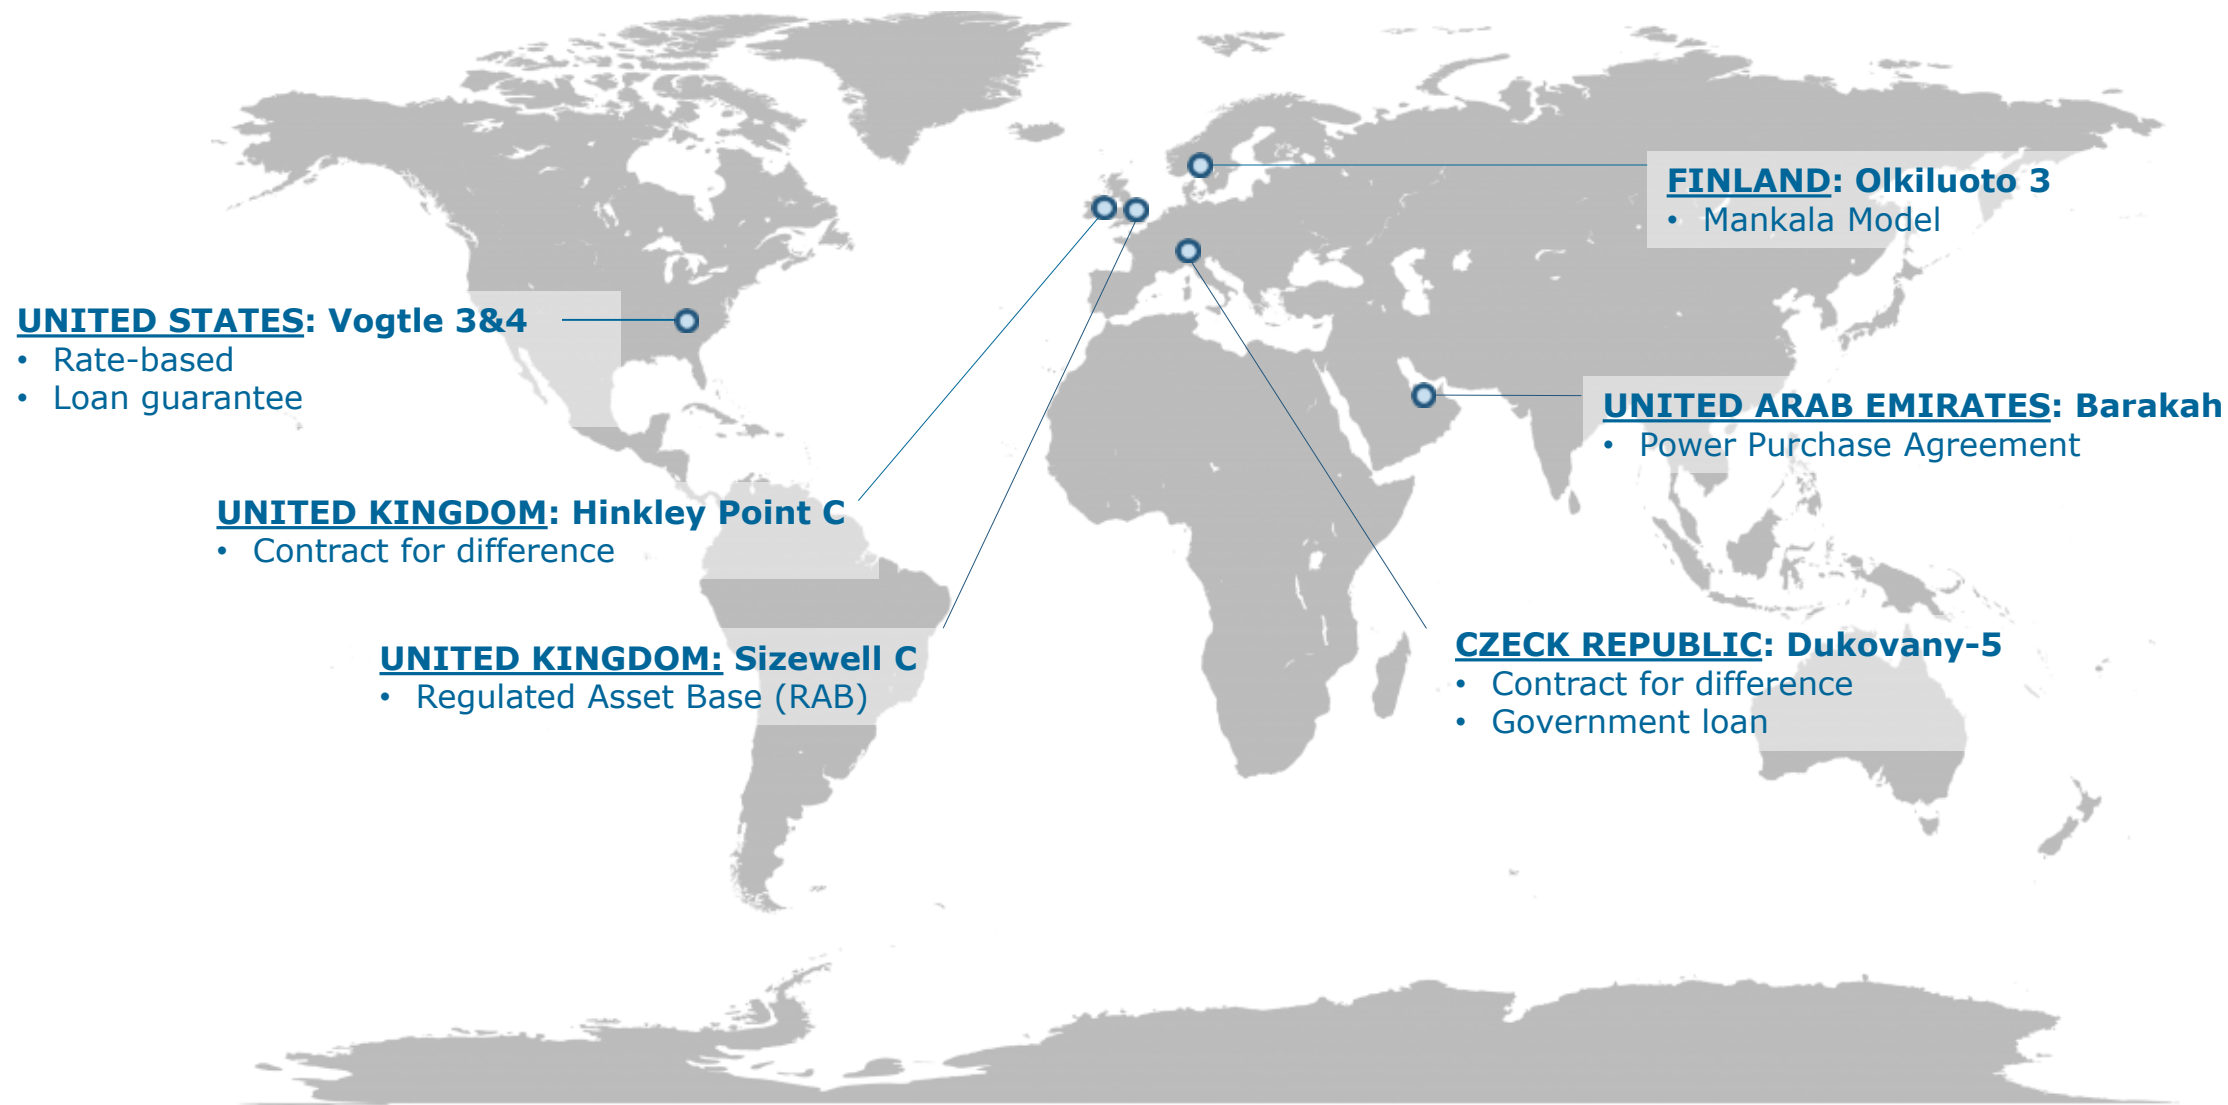 FINLAND: Olkiluoto 3
• Mankala Model
UNITED STATES: Vogtle 3&4
• Rate-based
• Loan guarantee
UNITED ARAB EMIRATES: Barakah
• Power Purchase Agreement
UNITED KINGDOM: Hinkley Point C
• Contract for difference
UNITED KINGDOM: Sizewell C
• Regulated Asset Base (RAB)
CZECK REPUBLIC: Dukovany-5
• Contract for difference
• Government loan